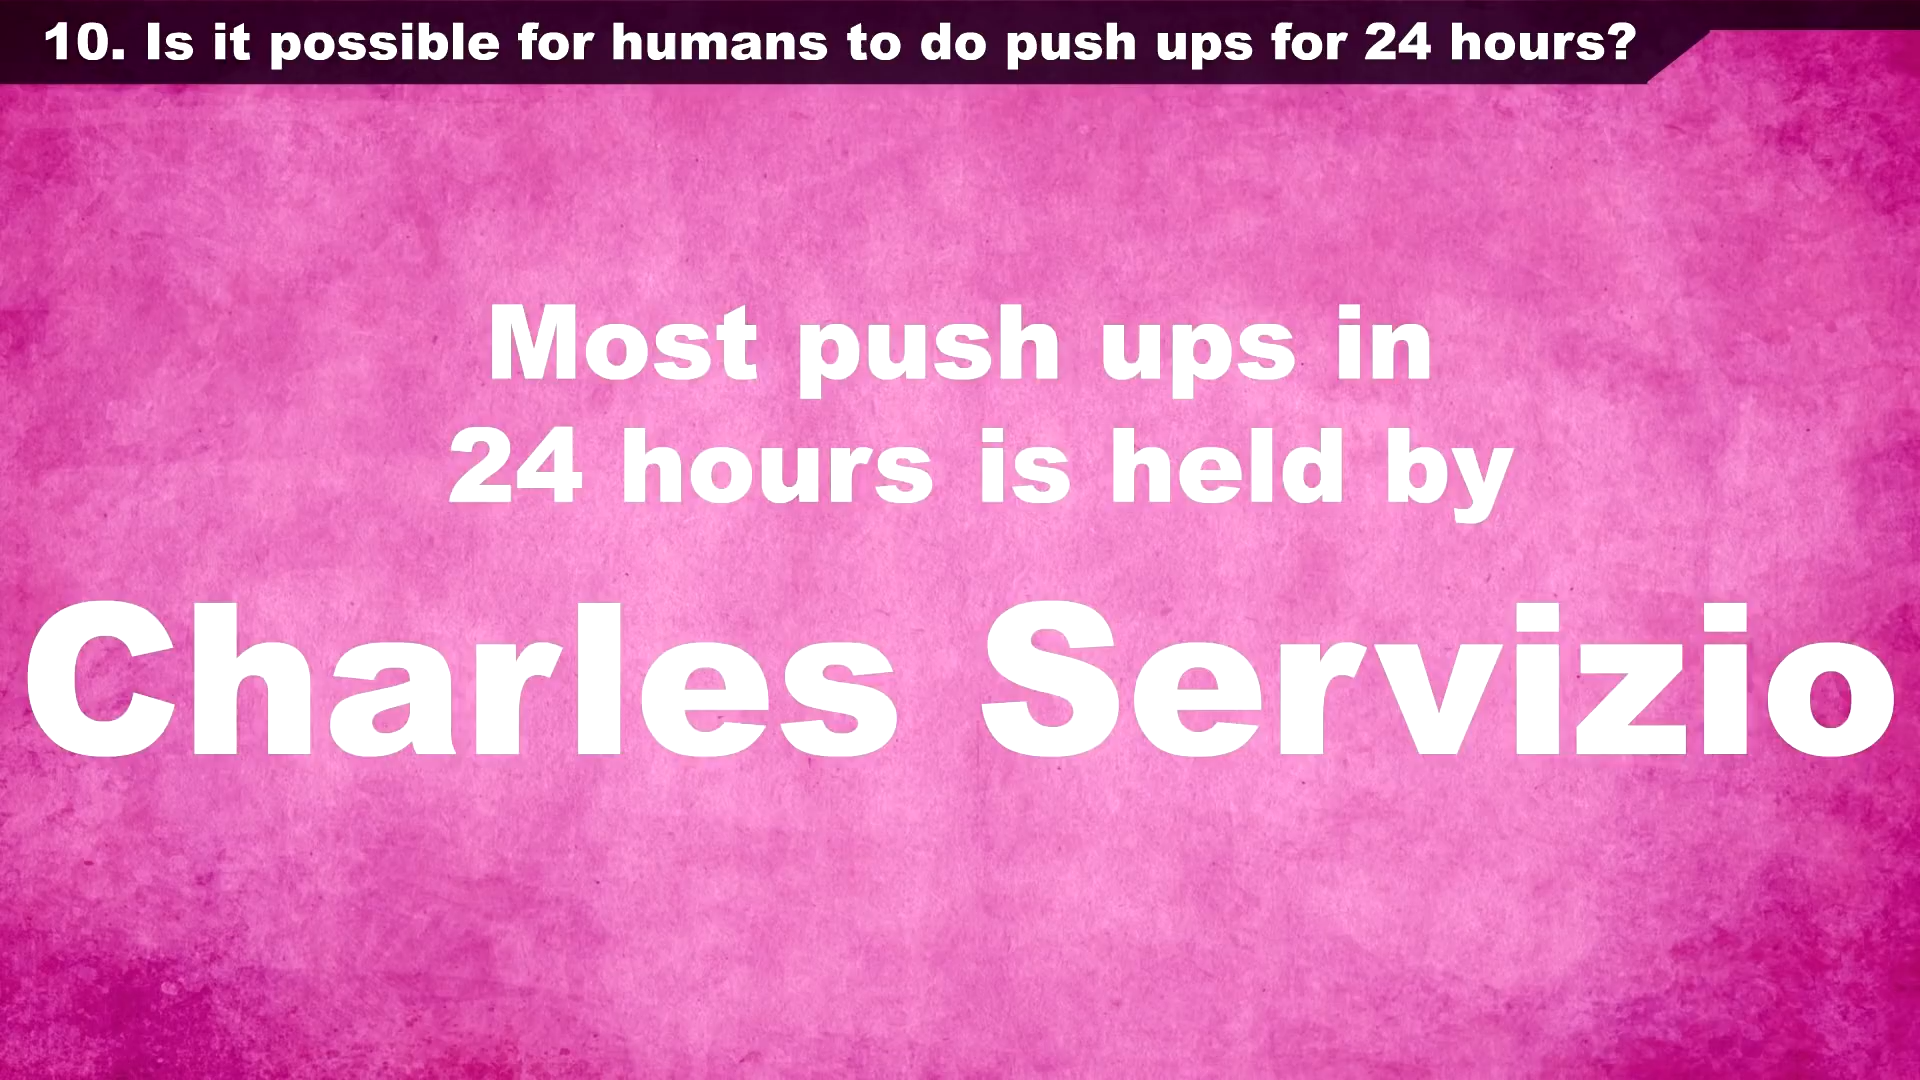 10. Is it possible for humans to do push ups for 24 hours?
Most push ups in
24 hours is held by
Charles Servizio